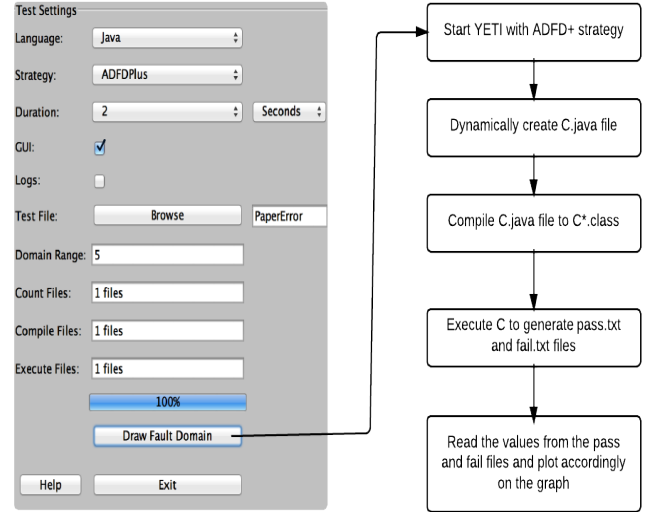 Test Settings
Language: Java
Strategy: ADFDPlus
Duration: 2 Seconds
GUI:
Logs:
Test File: Browse PaperError
Domain Range: 5
Count Files: 1 files
Compile Files: 1 files
Execute Files: 1 files
100%
Draw Fault Domain
Help Exit
Start YETI with ADFD+ strategy
Dynamically create C.java file
Compile C.java file to C*.class
Execute C to generate pass.txt
and fail.txt files
Read the values from the pass
and fail files and plot accordingly
on the graph